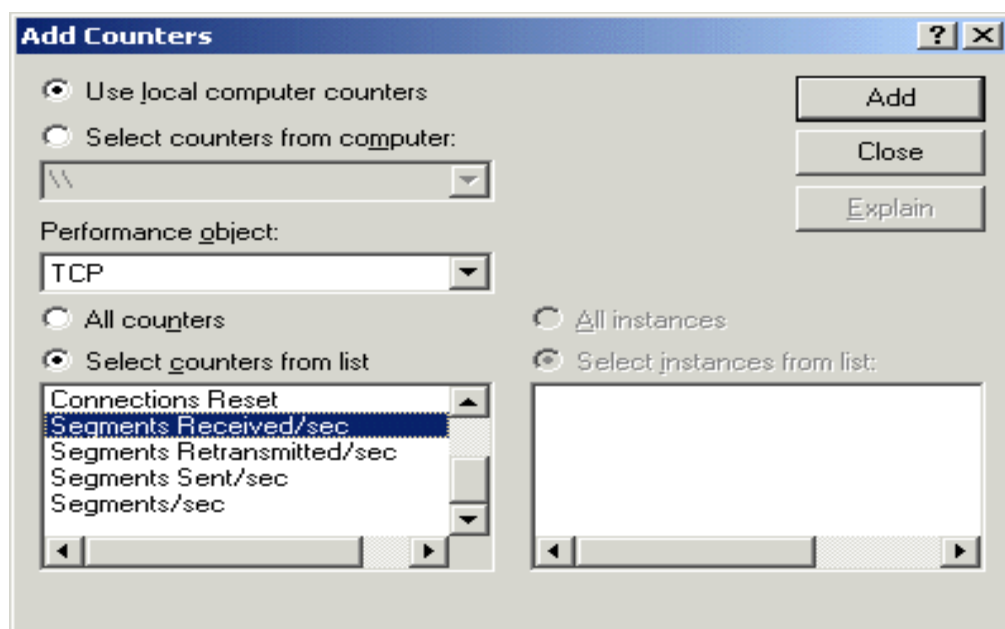 Add Counters
Use local computer counters
Select counters from computer:
\\
Performance object:
TCP
All counters
Select counters from list
Connections Reset
Segments Received/sec
Segments Retransmitted/sec
Segments Sent/sec
Segments/sec
Add
Close
Explain
All instances
Select instances from list: